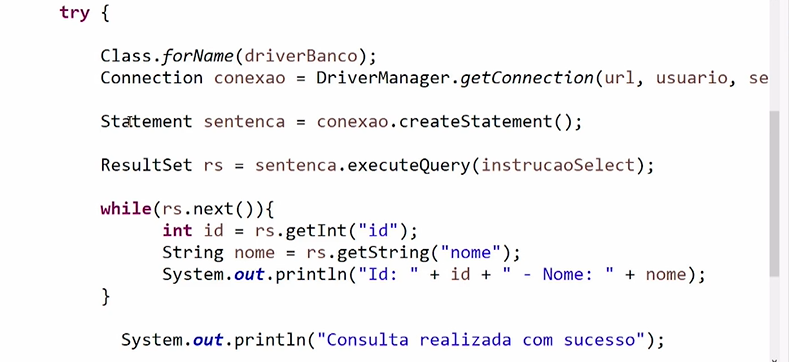 try {
Class.forName(driverBanco);
Connection conexao = DriverManager.getConnection(url, usuario, se
Statement sentenca = conexao.createStatement();
ResultSet rs = sentenca.executeQuery(instrucaoSelect);
while(rs.next()){
int id = rs.getInt("id");
String nome = rs.getString("nome");
System.out.println("Id: " + id + " - Nome: " + nome);
}
System.out.println("Consulta realizada com sucesso");